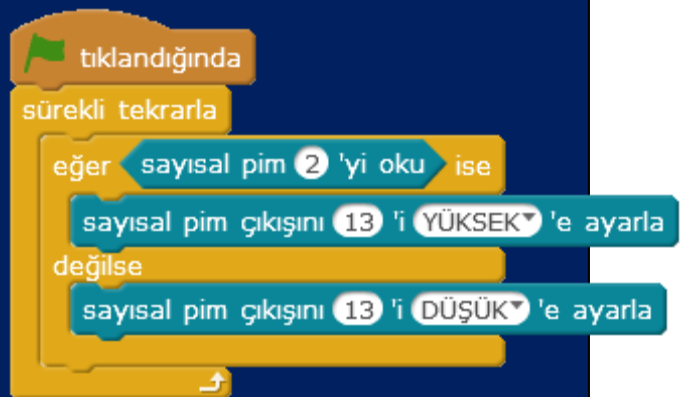 tıklandığında
sürekli tekrarla
eğer sayısal pim 2 'yi oku ise
sayısal pim çıkışını 13 'i YÜKSEK 'e ayarla
değilse
sayısal pim çıkışını 13 'i DÜŞÜK 'e ayarla